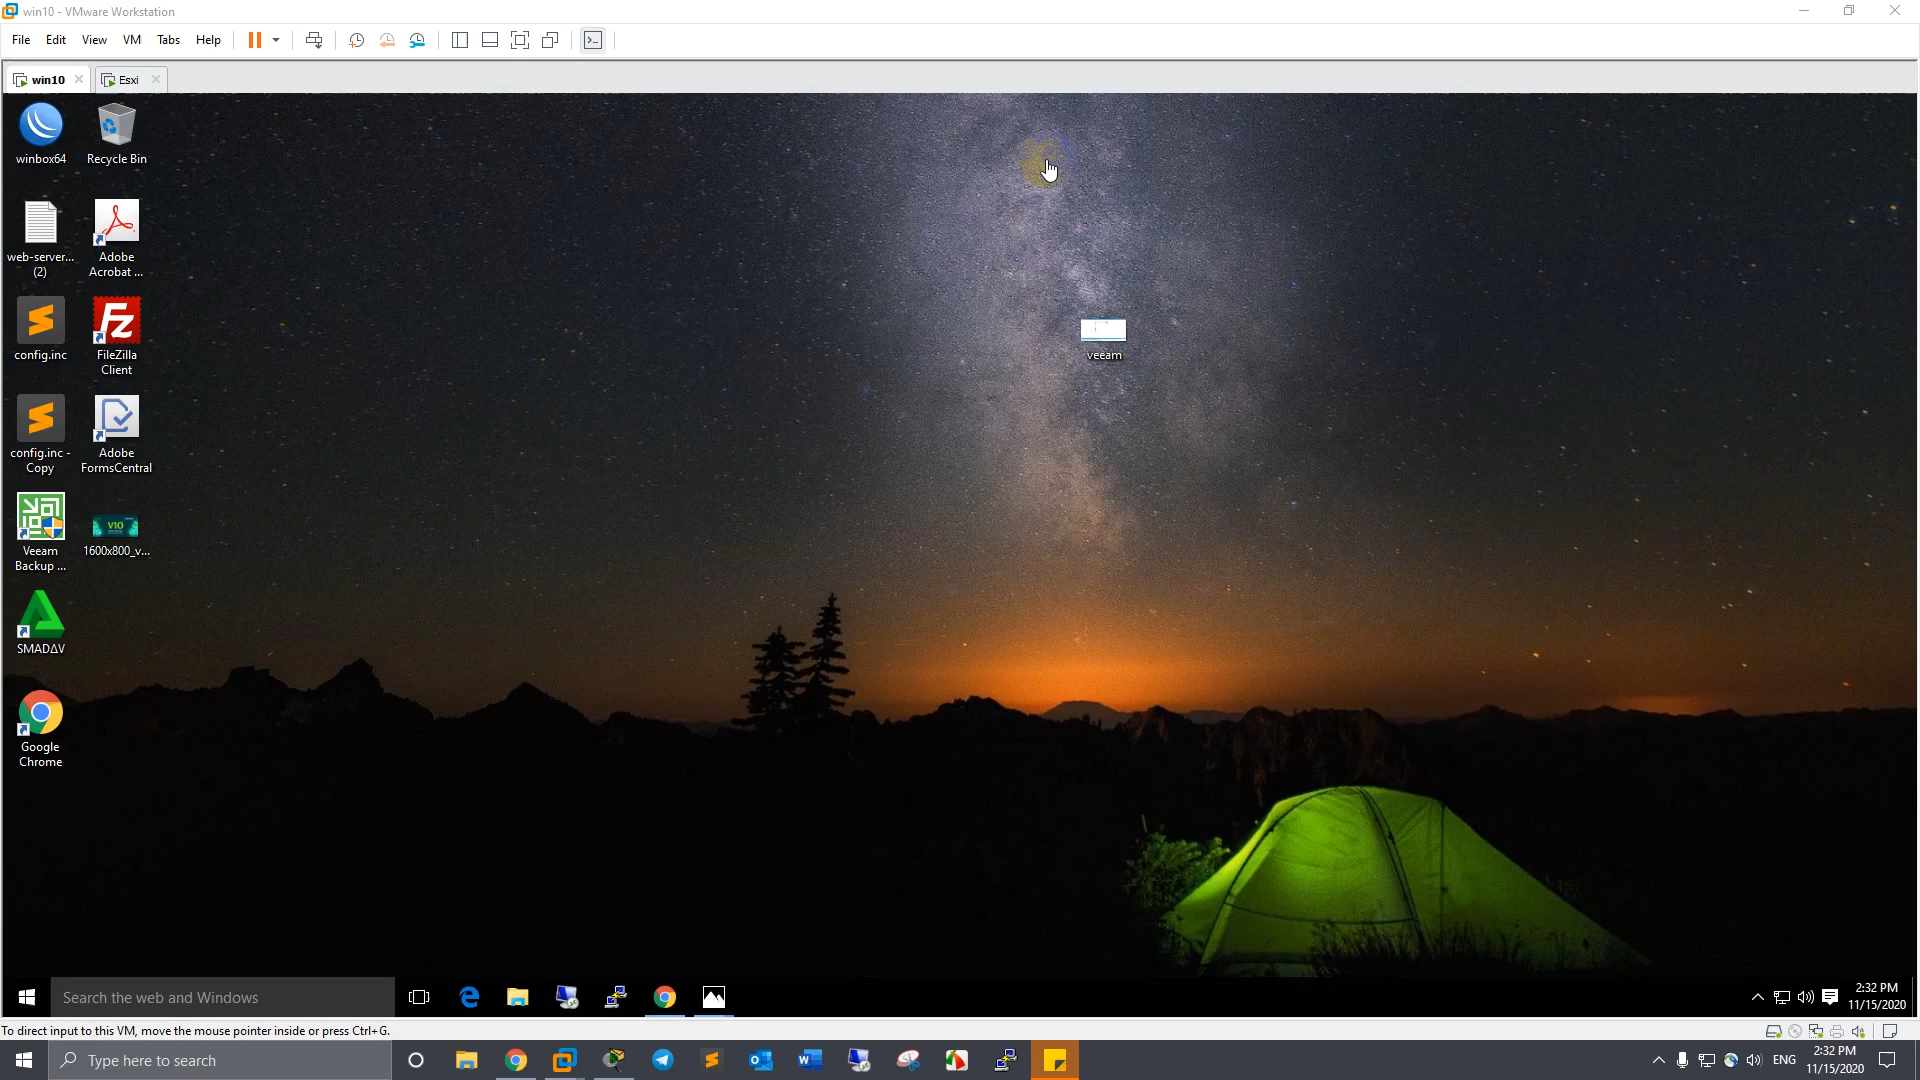 win10 - VMware Workstation
File Edit View VM Tabs Help
win10 Esxi
winbox64
Recycle Bin
web-server...
(2)
Adobe
Acrobat ...
config.inc
FileZilla
Client
config.inc -
Copy
Adobe
FormsCentral
Veeam
Backup ...
V10
1600x800_v...
SMADΔV
Google
Chrome
veeam
Search the web and Windows
2:32 PM
11/15/2020
To direct input to this VM, move the mouse pointer inside or press Ctrl+G.
Type here to search
ENG
2:32 PM
11/15/2020